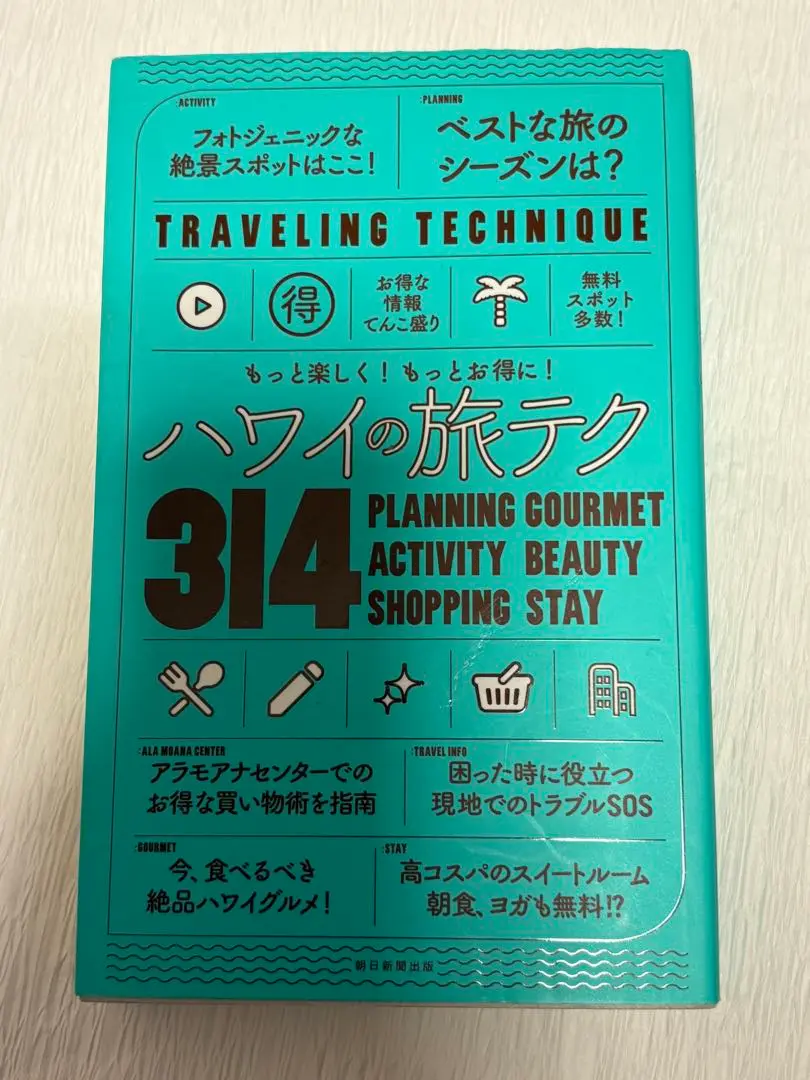 :ACTIVITY
フォトジェニックな
絶景スポットはここ!
:PLANNING
ベストな旅の
シーズンは?
TRAVELING TECHNIQUE
得
お得な
情報
てんこ盛り
無料
スポット
多数!
もっと楽しく! もっとお得に!
ハワイの旅テク
314
PLANNING GOURMET
ACTIVITY BEAUTY
SHOPPING STAY
:ALA MOANA CENTER
アラモアナセンターでの
お得な買い物術を指南
:TRAVEL INFO
困った時に役立つ
現地でのトラブルSOS
:GOURMET
今、食べるべき
絶品ハワイグルメ!
:STAY
高コスパのスイートルーム
朝食、ヨガも無料!?
朝日新聞出版